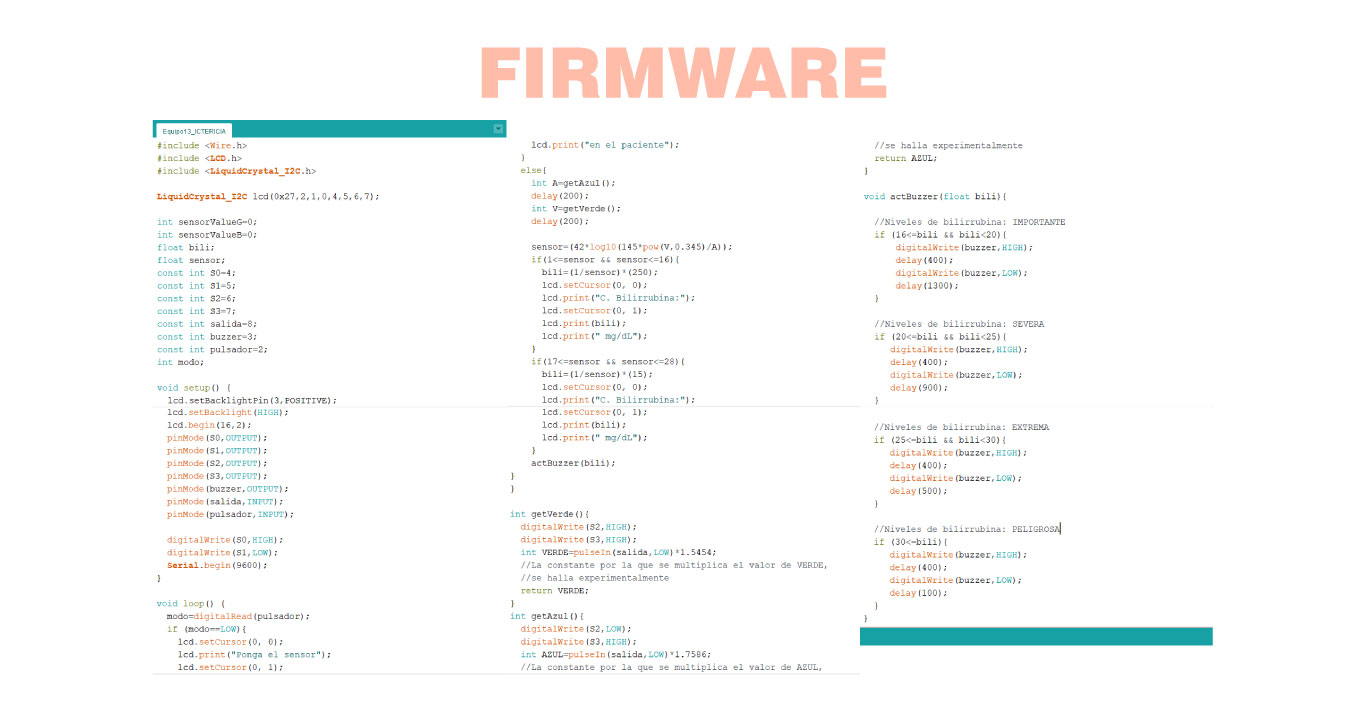 FIRMWARE
Equipo13_ICTERICIA
#include <Wire.h>
#include <LCD.h>
#include <LiquidCrystal_I2C.h>
LiquidCrystal_I2C lcd(0x27,2,1,0,4,5,6,7);
int sensorValueG=0;
int sensorValueB=0;
float bili;
float sensor;
const int S0=4;
const int S1=5;
const int S2=6;
const int S3=7;
const int salida=8;
const int buzzer=3;
const int pulsador=2;
int modo;
void setup() {
lcd.setBacklightPin(3,POSITIVE);
lcd.setBacklight(HIGH);
lcd.begin(16,2);
pinMode(S0,OUTPUT);
pinMode(S1,OUTPUT);
pinMode(S2,OUTPUT);
pinMode(S3,OUTPUT);
pinMode(buzzer,OUTPUT);
pinMode(salida,INPUT);
pinMode(pulsador,INPUT);
digitalWrite(S0,HIGH);
digitalWrite(S1,LOW);
Serial.begin(9600);
}
void loop() {
modo=digitalRead(pulsador);
if (modo==LOW){
lcd.setCursor(0, 0);
lcd.print("Ponga el sensor");
lcd.setCursor(0, 1);
lcd.print("en el paciente");
}
else{
int A=getAzul();
delay(200);
int V=getVerde();
delay(200);
sensor=(42*log10(145*pow(V,0.345)/A));
if(1<=sensor && sensor<=16){
bili=(1/sensor)*(250);
lcd.setCursor(0, 0);
lcd.print("C. Bilirrubina:");
lcd.setCursor(0, 1);
lcd.print(bili);
lcd.print(" mg/dL");
}
if(17<=sensor && sensor<=28){
bili=(1/sensor)*(15);
lcd.setCursor(0, 0);
lcd.print("C. Bilirrubina:");
lcd.setCursor(0, 1);
lcd.print(bili);
lcd.print(" mg/dL");
}
actBuzzer(bili);
}
}
int getVerde(){
digitalWrite(S2,HIGH);
digitalWrite(S3,HIGH);
int VERDE=pulseIn(salida,LOW)*1.5454;
//La constante por la que se multiplica el valor de VERDE,
//se halla experimentalmente
return VERDE;
}
int getAzul(){
digitalWrite(S2,LOW);
digitalWrite(S3,HIGH);
int AZUL=pulseIn(salida,LOW)*1.7586;
//La constante por la que se multiplica el valor de AZUL,
//se halla experimentalmente
return AZUL;
}
void actBuzzer(float bili){
//Niveles de bilirrubina: IMPORTANTE
if (16<=bili && bili<20){
digitalWrite(buzzer,HIGH);
delay(400);
digitalWrite(buzzer,LOW);
delay(1300);
}
//Niveles de bilirrubina: SEVERA
if (20<=bili && bili<25){
digitalWrite(buzzer,HIGH);
delay(400);
digitalWrite(buzzer,LOW);
delay(900);
}
//Niveles de bilirrubina: EXTREMA
if (25<=bili && bili<30){
digitalWrite(buzzer,HIGH);
delay(400);
digitalWrite(buzzer,LOW);
delay(500);
}
//Niveles de bilirrubina: PELIGROSA
if (30<=bili){
digitalWrite(buzzer,HIGH);
delay(400);
digitalWrite(buzzer,LOW);
delay(100);
}
}